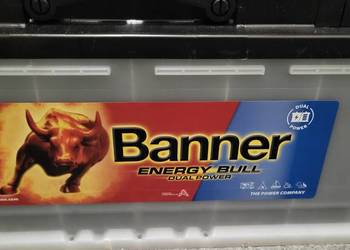 DUAL
POWER
Banner
ENERGY BULL
DUAL POWER
THE POWER COMPANY